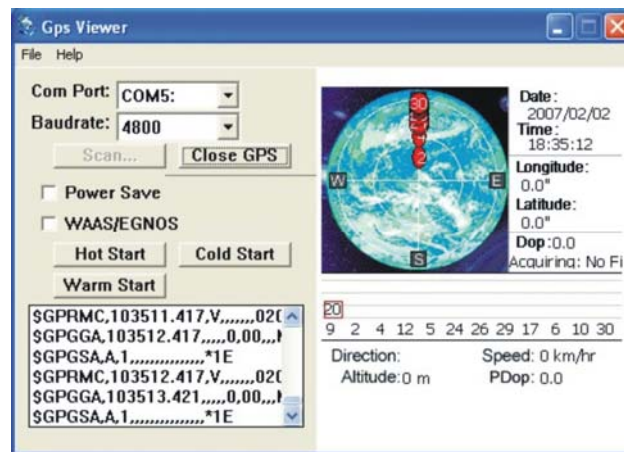 Gps Viewer
File Help
Com Port: COM5:
Baudrate: 4800
Scan... Close GPS
Power Save
WAAS/EGNOS
Hot Start Cold Start
Warm Start
$GPRMC,103511.417,V,,,,,,,020
$GPGGA,103512.417,,,,,0,00,,,M
$GPGSA,A,1,,,,,,,,,,,,,,,*1E
$GPRMC,103512.417,V,,,,,,,020
$GPGGA,103513.421,,,,,0,00,,,M
$GPGSA,A,1,,,,,,,,,,,,,,,*1E
30
2
W E
S
Date:
2007/02/02
Time:
18:35:12
Longitude:
0.0"
Latitude:
0.0"
Dop:0.0
Acquiring: No Fi
20
9 2 4 12 5 24 26 29 17 6 10 30
Direction: Speed: 0 km/hr
Altitude:0 m PDop: 0.0